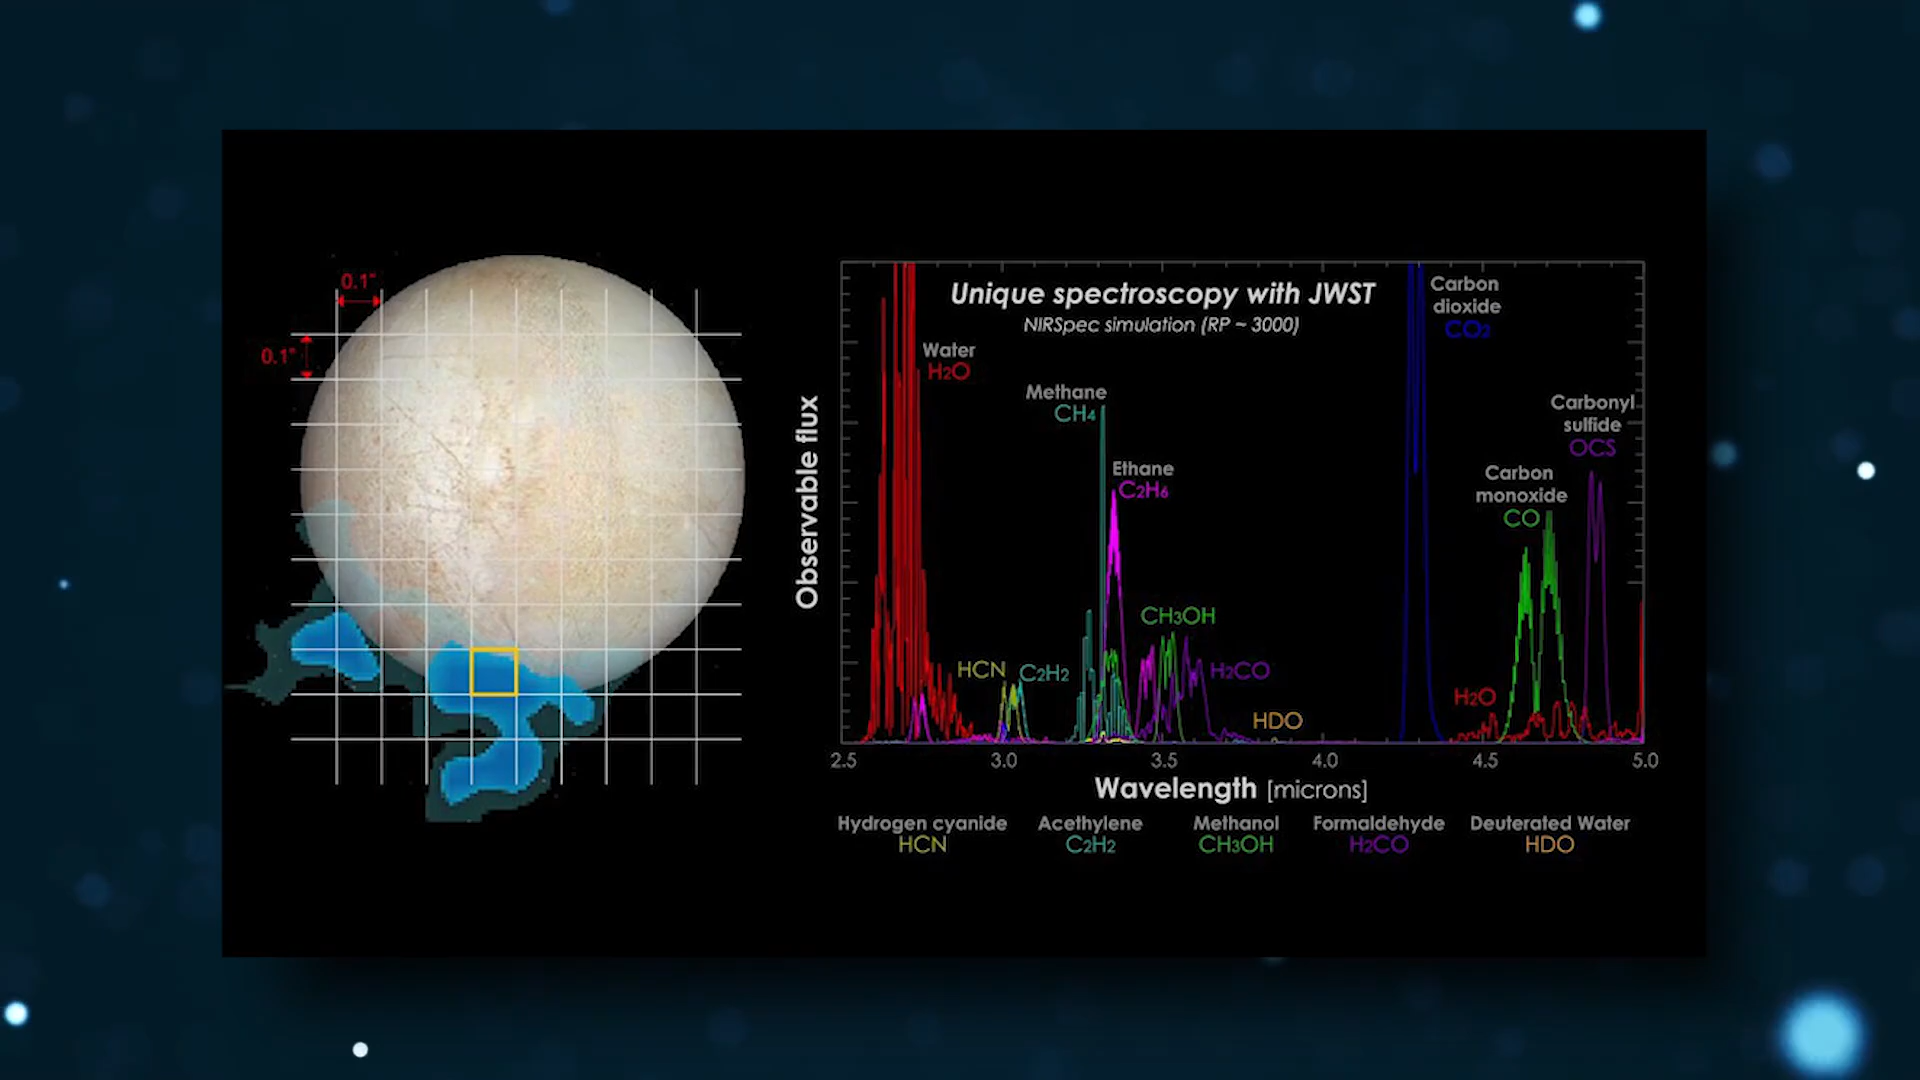 0.1"
0.1"
Unique spectroscopy with JWST
NIRSpec simulation (RP ~ 3000)
Observable flux
Water
H2O
Methane
CH4
Ethane
C2H6
HCN
C2H2
CH3OH
H2CO
HDO
Carbon
dioxide
CO2
Carbonyl
sulfide
OCS
Carbon
monoxide
CO
H2O
2.5 3.0 3.5 4.0 4.5 5.0
Wavelength [microns]
Hydrogen cyanide Acethylene Methanol Formaldehyde Deuterated Water
HCN C2H2 CH3OH H2CO HDO